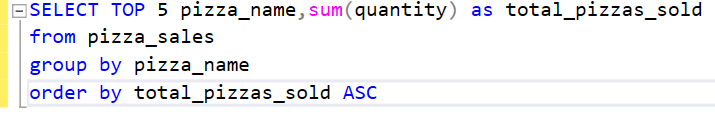 SELECT TOP 5 pizza_name,sum(quantity) as total_pizzas_sold
from pizza_sales
group by pizza_name
order by total_pizzas_sold ASC